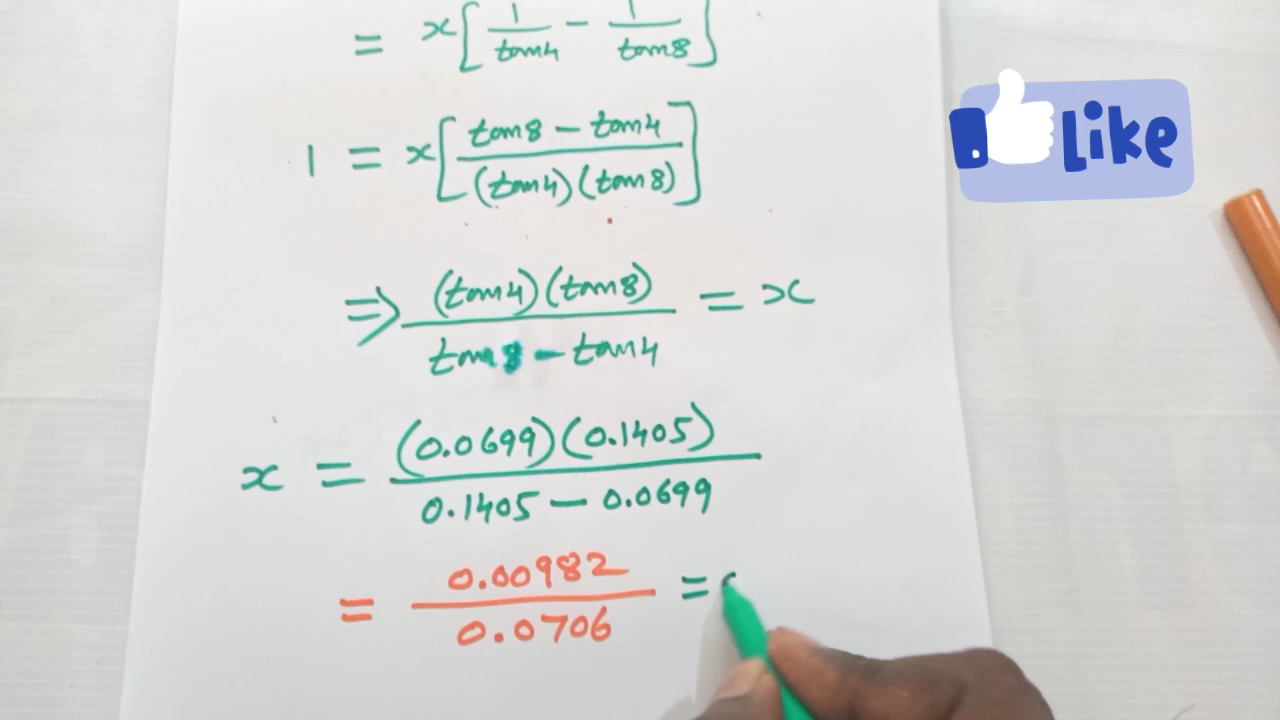 = x[ 1/tan4 - 1/tan8 ]
1 = x[ tan8 - tan4 / (tan4)(tan8) ]
⇒ (tan4)(tan8) / tan8 - tan4 = x
x = (0.0699)(0.1405) / 0.1405 - 0.0699
= 0.00982 / 0.0706 =
Like